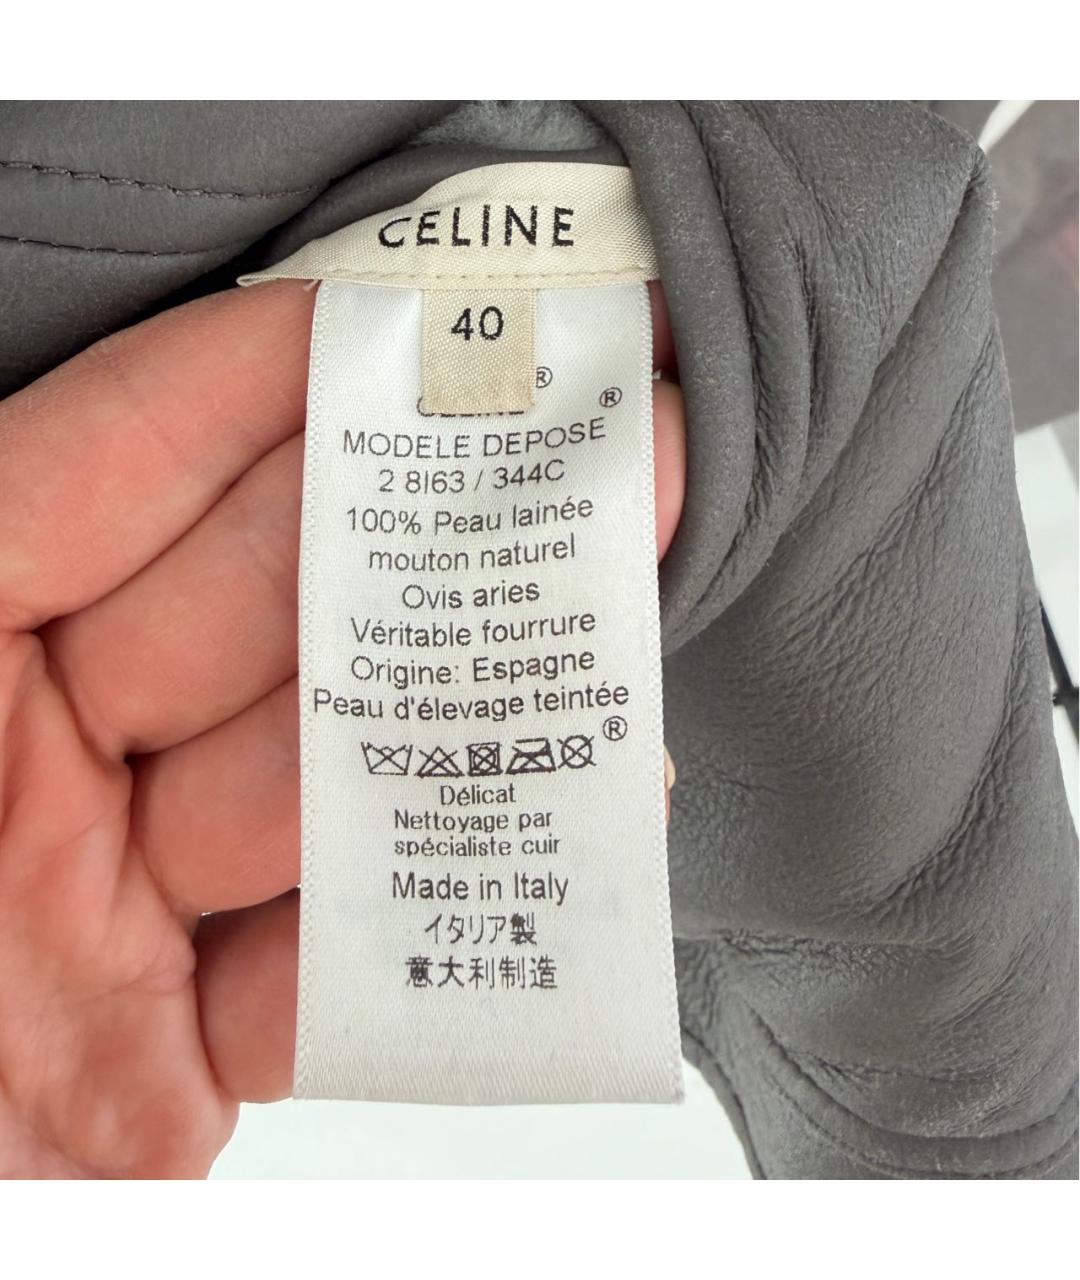 CELINE
40
®
®
MODELE DEPOSE
2 8I63 / 344C
100% Peau lainée
mouton naturel
Ovis aries
Véritable fourrure
Origine: Espagne
Peau d'élevage teintée
®
Délicat
Nettoyage par
spécialiste cuir
Made in Italy
イタリア製
意大利制造